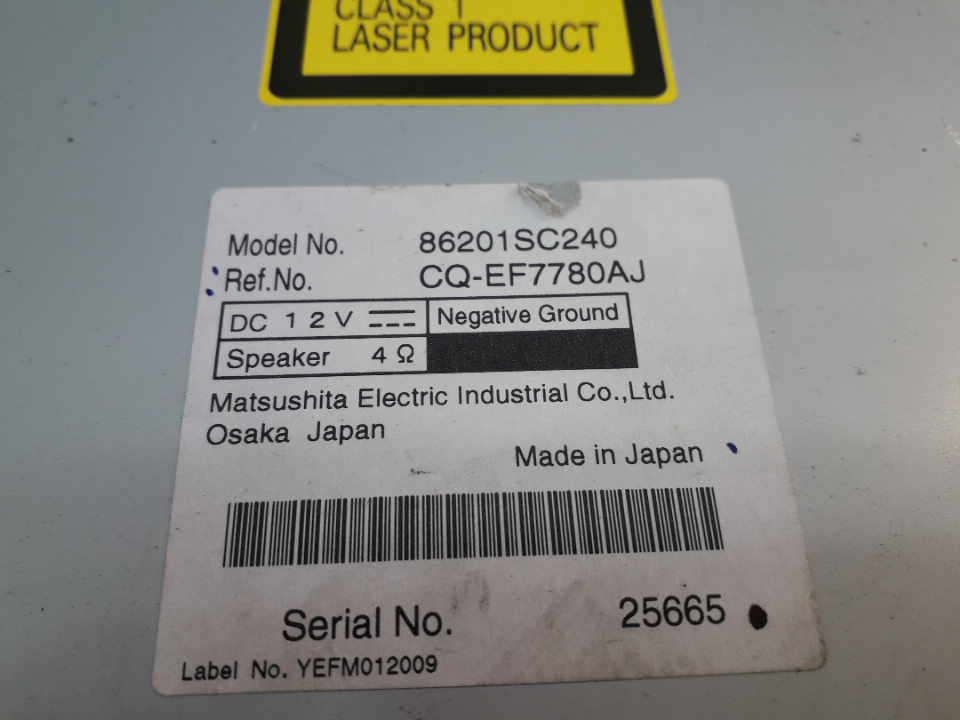 CLASS 1
LASER PRODUCT
Model No. 86201SC240
Ref.No. CQ-EF7780AJ
DC 12V Negative Ground
Speaker 4Ω
Matsushita Electric Industrial Co.,Ltd.
Osaka Japan
Made in Japan
Serial No. 25665
Label No. YEFM012009